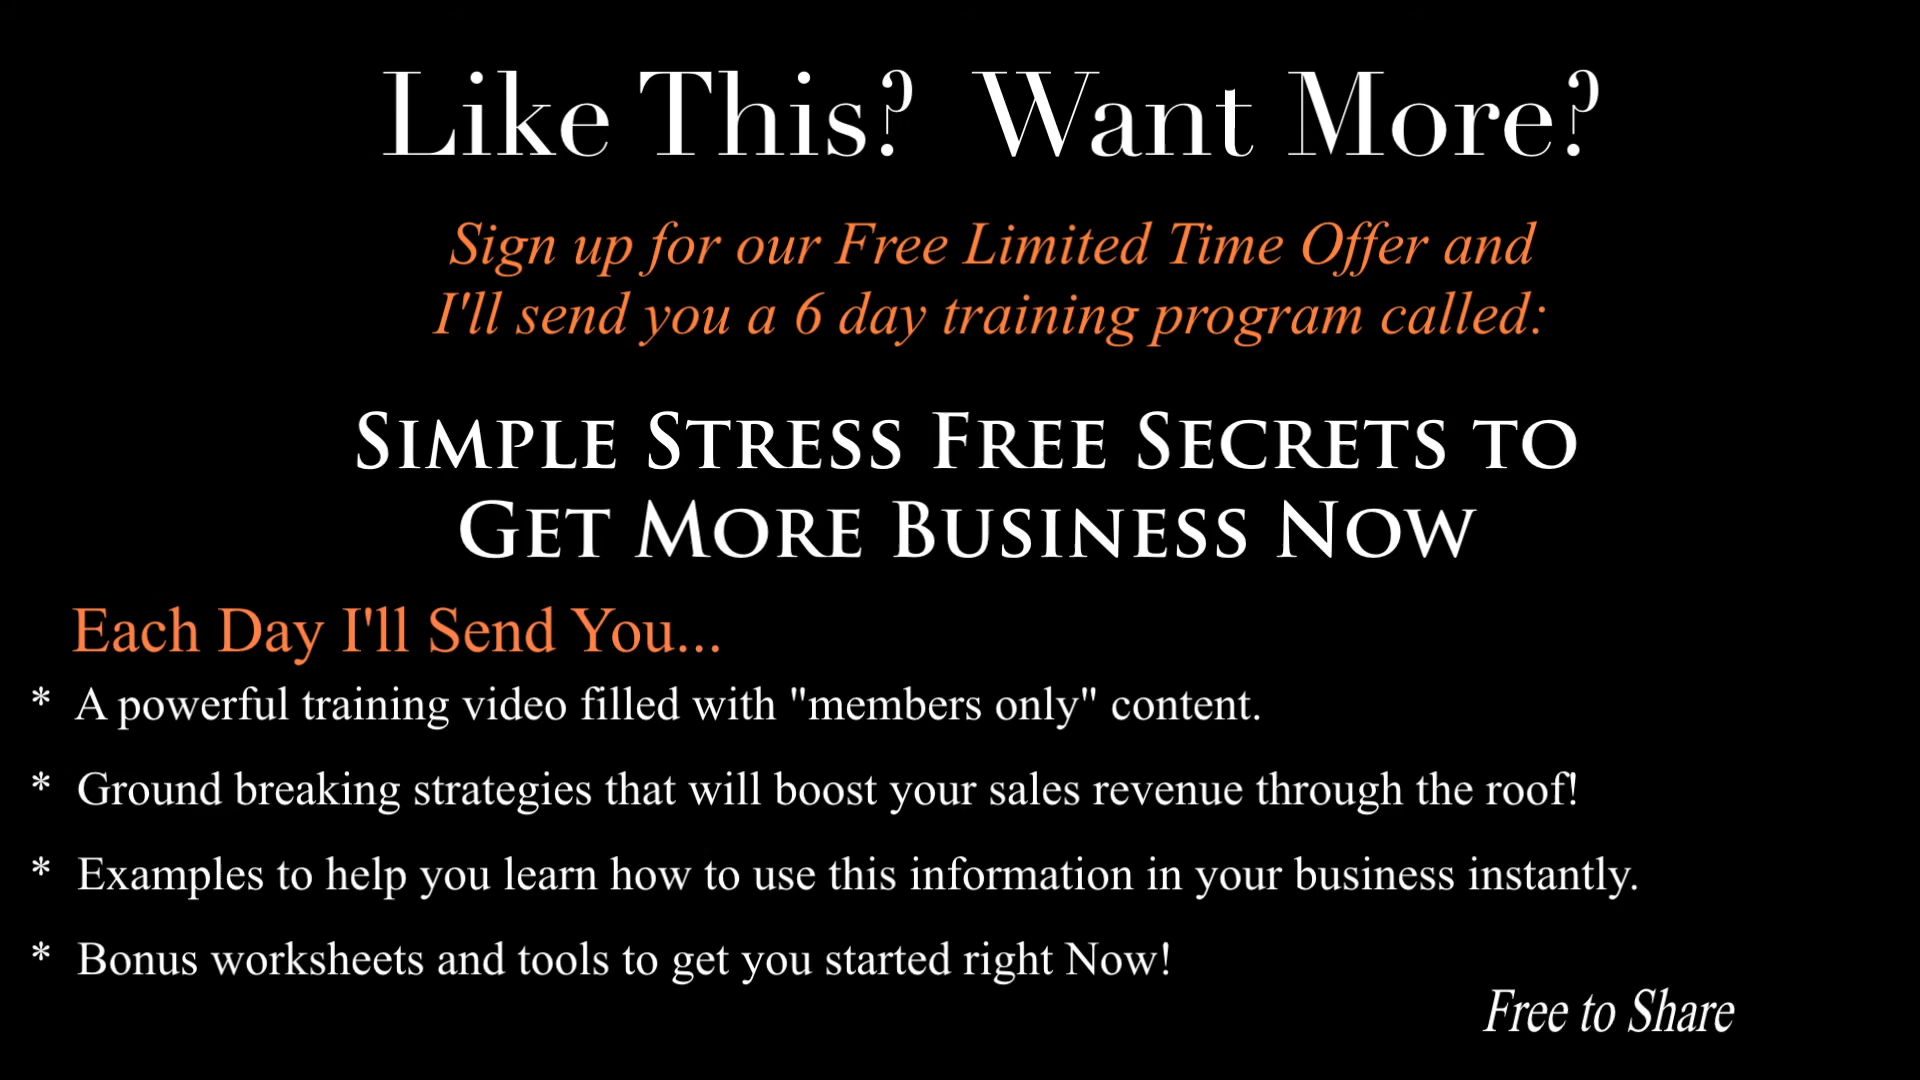 Like This?  Want More?
Sign up for our Free Limited Time Offer and
I'll send you a 6 day training program called:
Simple Stress Free Secrets to
Get More Business Now
Each Day I'll Send You...
* A powerful training video filled with "members only" content.
* Ground breaking strategies that will boost your sales revenue through the roof!
* Examples to help you learn how to use this information in your business instantly.
* Bonus worksheets and tools to get you started right Now!
Free to Share